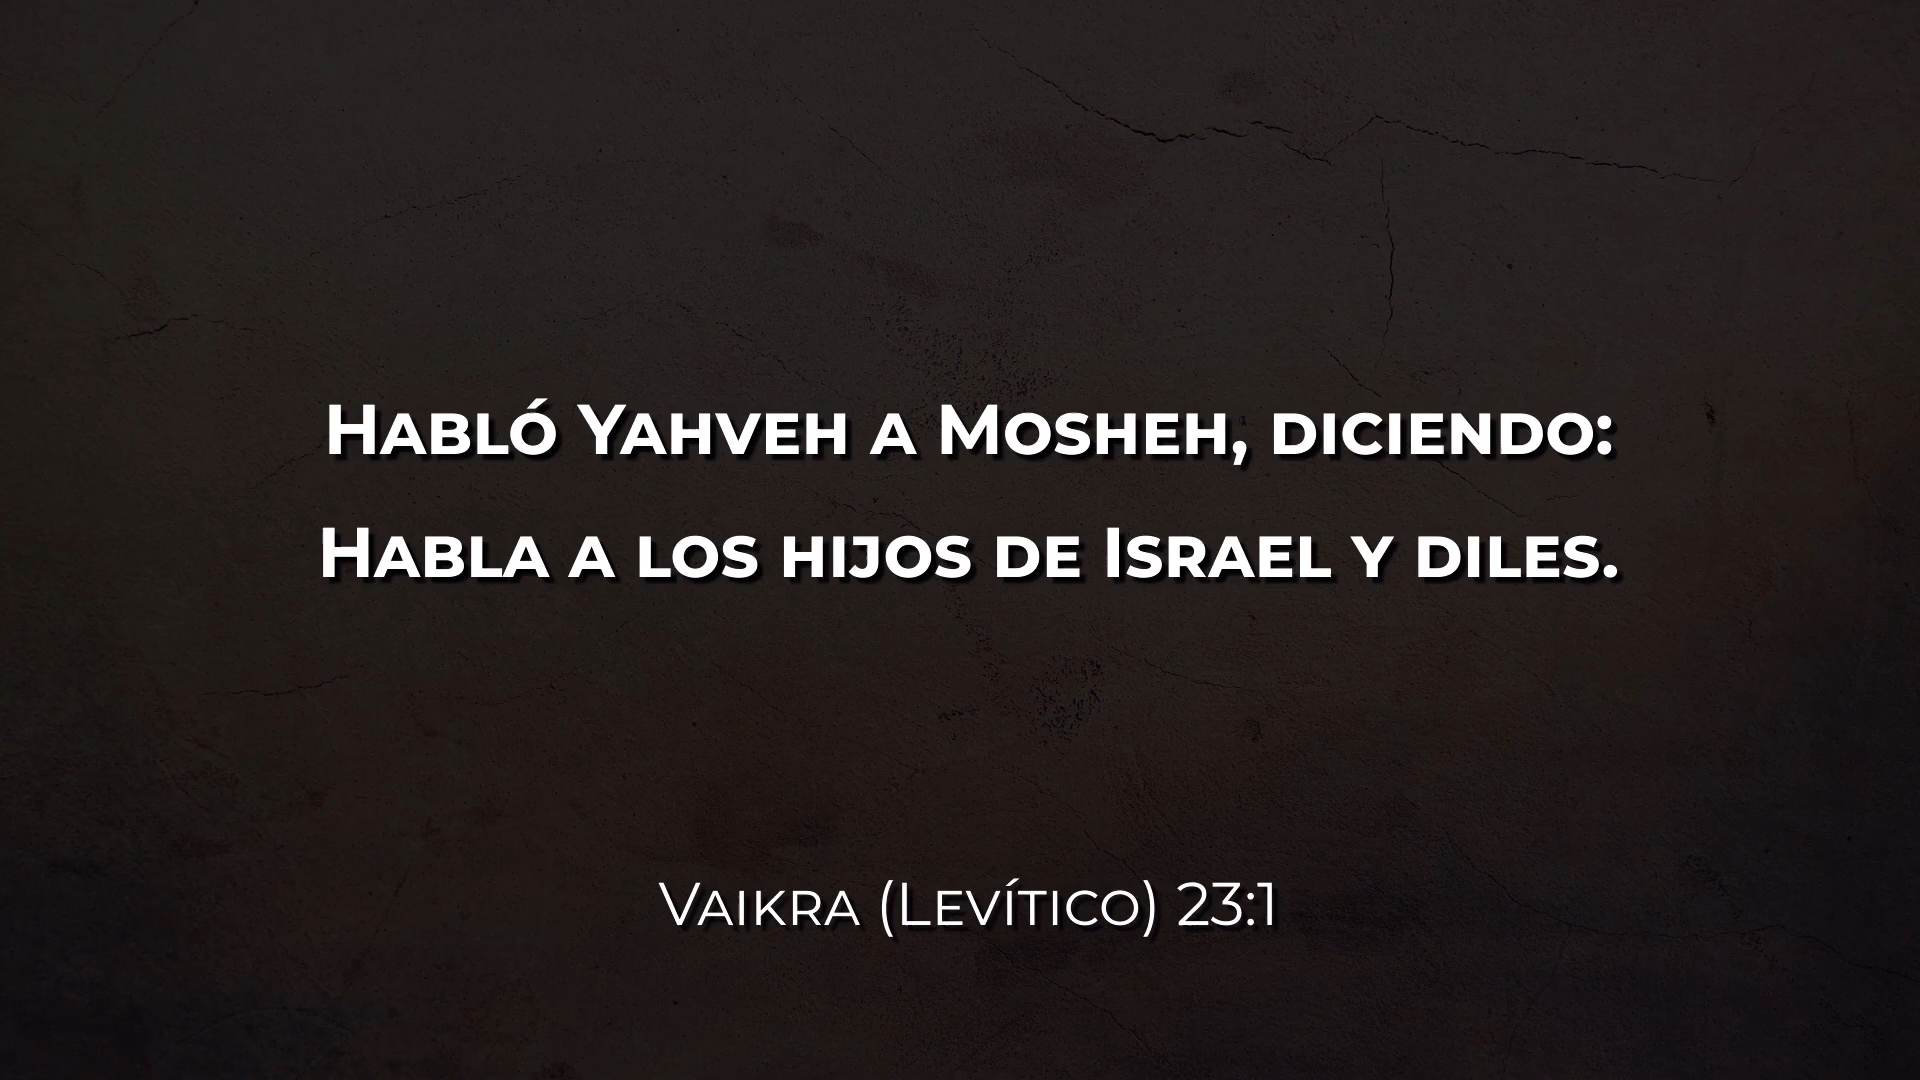 Habló Yahveh a Mosheh, diciendo:
Habla a los hijos de Israel y diles.
Vaikra (Levítico) 23:1